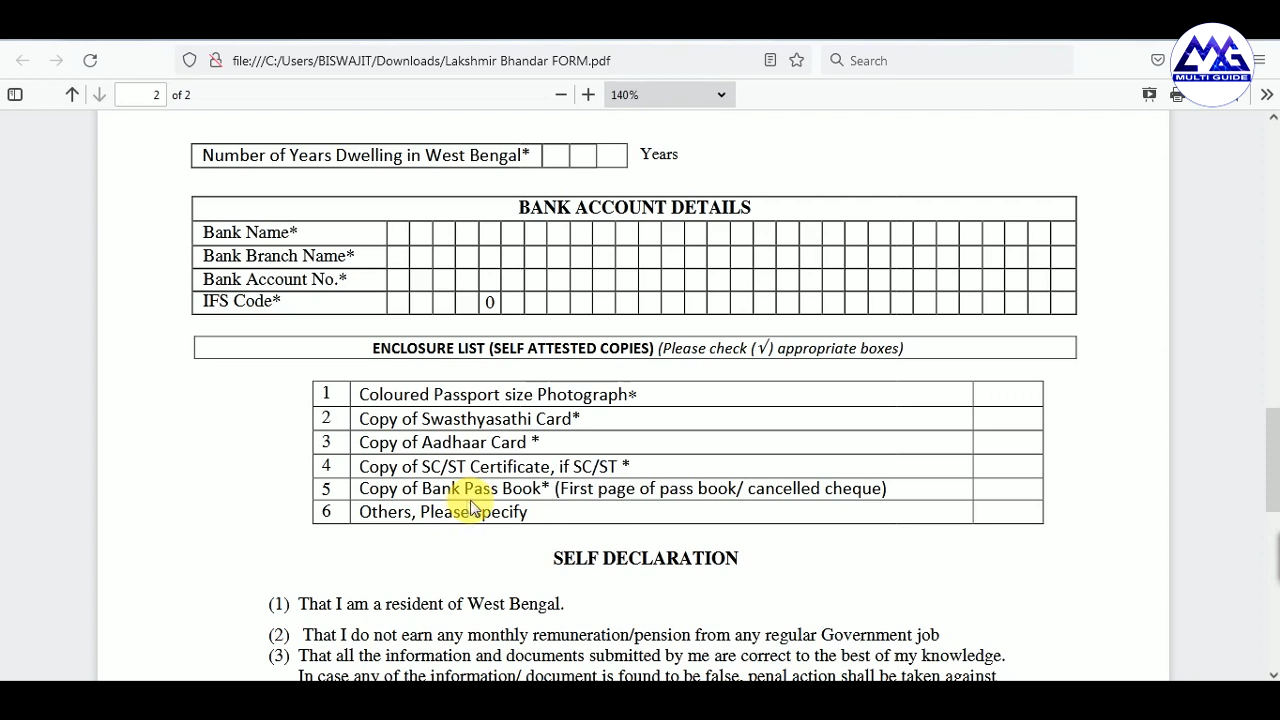 file:///C:/Users/BISWAJIT/Downloads/Lakshmir Bhandar FORM.pdf
Search
MULTI GUIDE
2 of 2
140%
Number of Years Dwelling in West Bengal* Years
BANK ACCOUNT DETAILS
Bank Name*
Bank Branch Name*
Bank Account No.*
IFS Code* 0
ENCLOSURE LIST (SELF ATTESTED COPIES) (Please check (√) appropriate boxes)
1 Coloured Passport size Photograph*
2 Copy of Swasthyasathi Card*
3 Copy of Aadhaar Card *
4 Copy of SC/ST Certificate, if SC/ST *
5 Copy of Bank Pass Book* (First page of pass book/ cancelled cheque)
6 Others, Please specify
SELF DECLARATION
(1) That I am a resident of West Bengal.
(2) That I do not earn any monthly remuneration/pension from any regular Government job
(3) That all the information and documents submitted by me are correct to the best of my knowledge.
In case any of the information/ document is found to be false, penal action shall be taken against